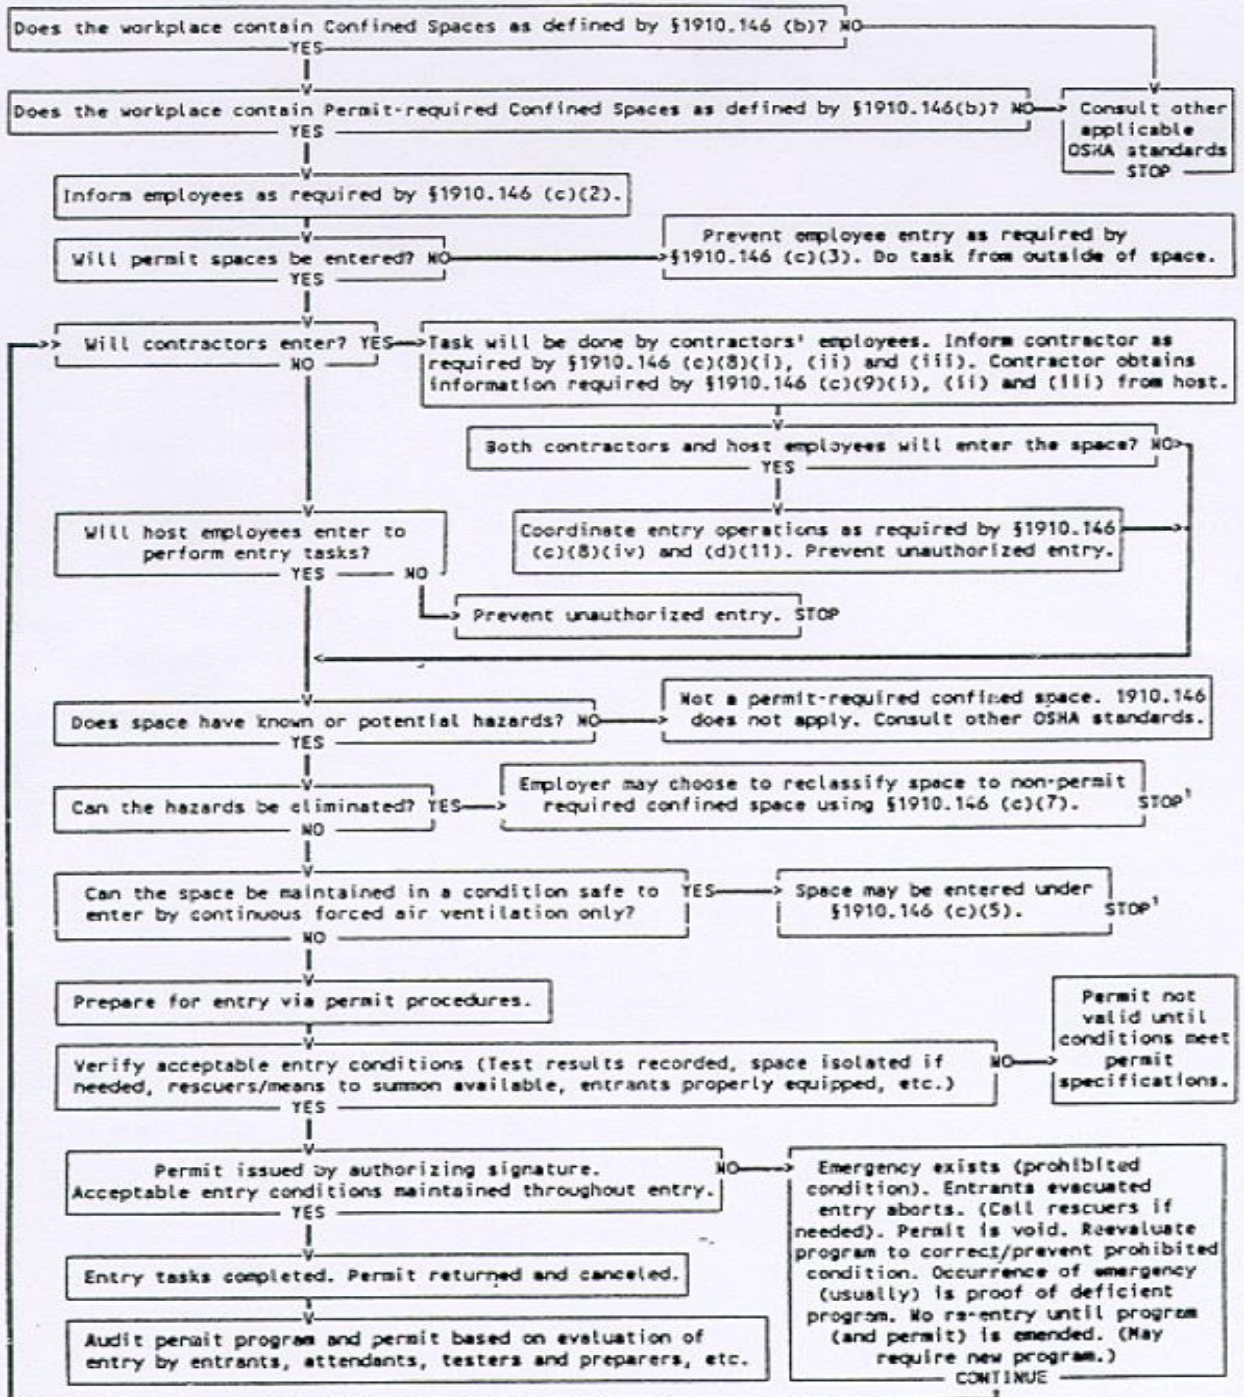 Does the workplace contain Confined Spaces as defined by §1910.146 (b)? NO
YES
Does the workplace contain Permit-required Confined Spaces as defined by §1910.146(b)? NO
YES
Consult other
applicable
OSHA standards
STOP
Inform employees as required by §1910.146 (c)(2).
Will permit spaces be entered? NO
YES
Prevent employee entry as required by
§1910.146 (c)(3). Do task from outside of space.
Will contractors enter? YES
NO
Task will be done by contractors' employees. Inform contractor as
required by §1910.146 (c)(8)(i), (ii) and (iii). Contractor obtains
information required by §1910.146 (c)(9)(i), (ii) and (iii) from host.
Both contractors and host employees will enter the space? NO
YES
Will host employees enter to
perform entry tasks?
YES NO
Coordinate entry operations as required by §1910.146
(c)(8)(iv) and (d)(11). Prevent unauthorized entry.
Prevent unauthorized entry. STOP
Does space have known or potential hazards? NO
YES
Not a permit-required confined space. 1910.146
does not apply. Consult other OSHA standards.
Can the hazards be eliminated? YES
NO
Employer may choose to reclassify space to non-permit
required confined space using §1910.146 (c)(7). STOP¹
Can the space be maintained in a condition safe to
enter by continuous forced air ventilation only?
YES
NO
Space may be entered under
§1910.146 (c)(5). STOP¹
Prepare for entry via permit procedures.
Verify acceptable entry conditions (Test results recorded, space isolated if
needed, rescuers/means to summon available, entrants properly equipped, etc.)
NO
YES
Permit not
valid until
conditions meet
permit
specifications.
Permit issued by authorizing signature.
Acceptable entry conditions maintained throughout entry.
NO
YES
Emergency exists (prohibited
condition). Entrants evacuated
entry aborts. (Call rescuers if
needed). Permit is void. Reevaluate
program to correct/prevent prohibited
condition. Occurrence of emergency
(usually) is proof of deficient
program. No re-entry until program
(and permit) is amended. (May
require new program.)
CONTINUE
Entry tasks completed. Permit returned and canceled.
Audit permit program and permit based on evaluation of
entry by entrants, attendants, testers and preparers, etc.